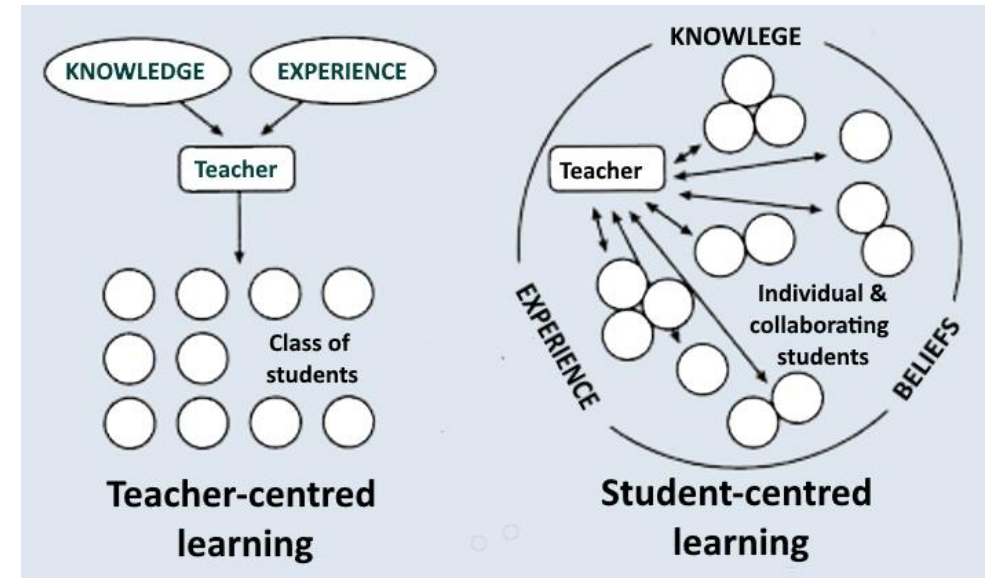 KNOWLEDGE
EXPERIENCE
Teacher
Class of
students
Teacher-centred
learning
KNOWLEGE
Teacher
Individual &
collaborating
students
EXPERIENCE
BELIEFS
Student-centred
learning